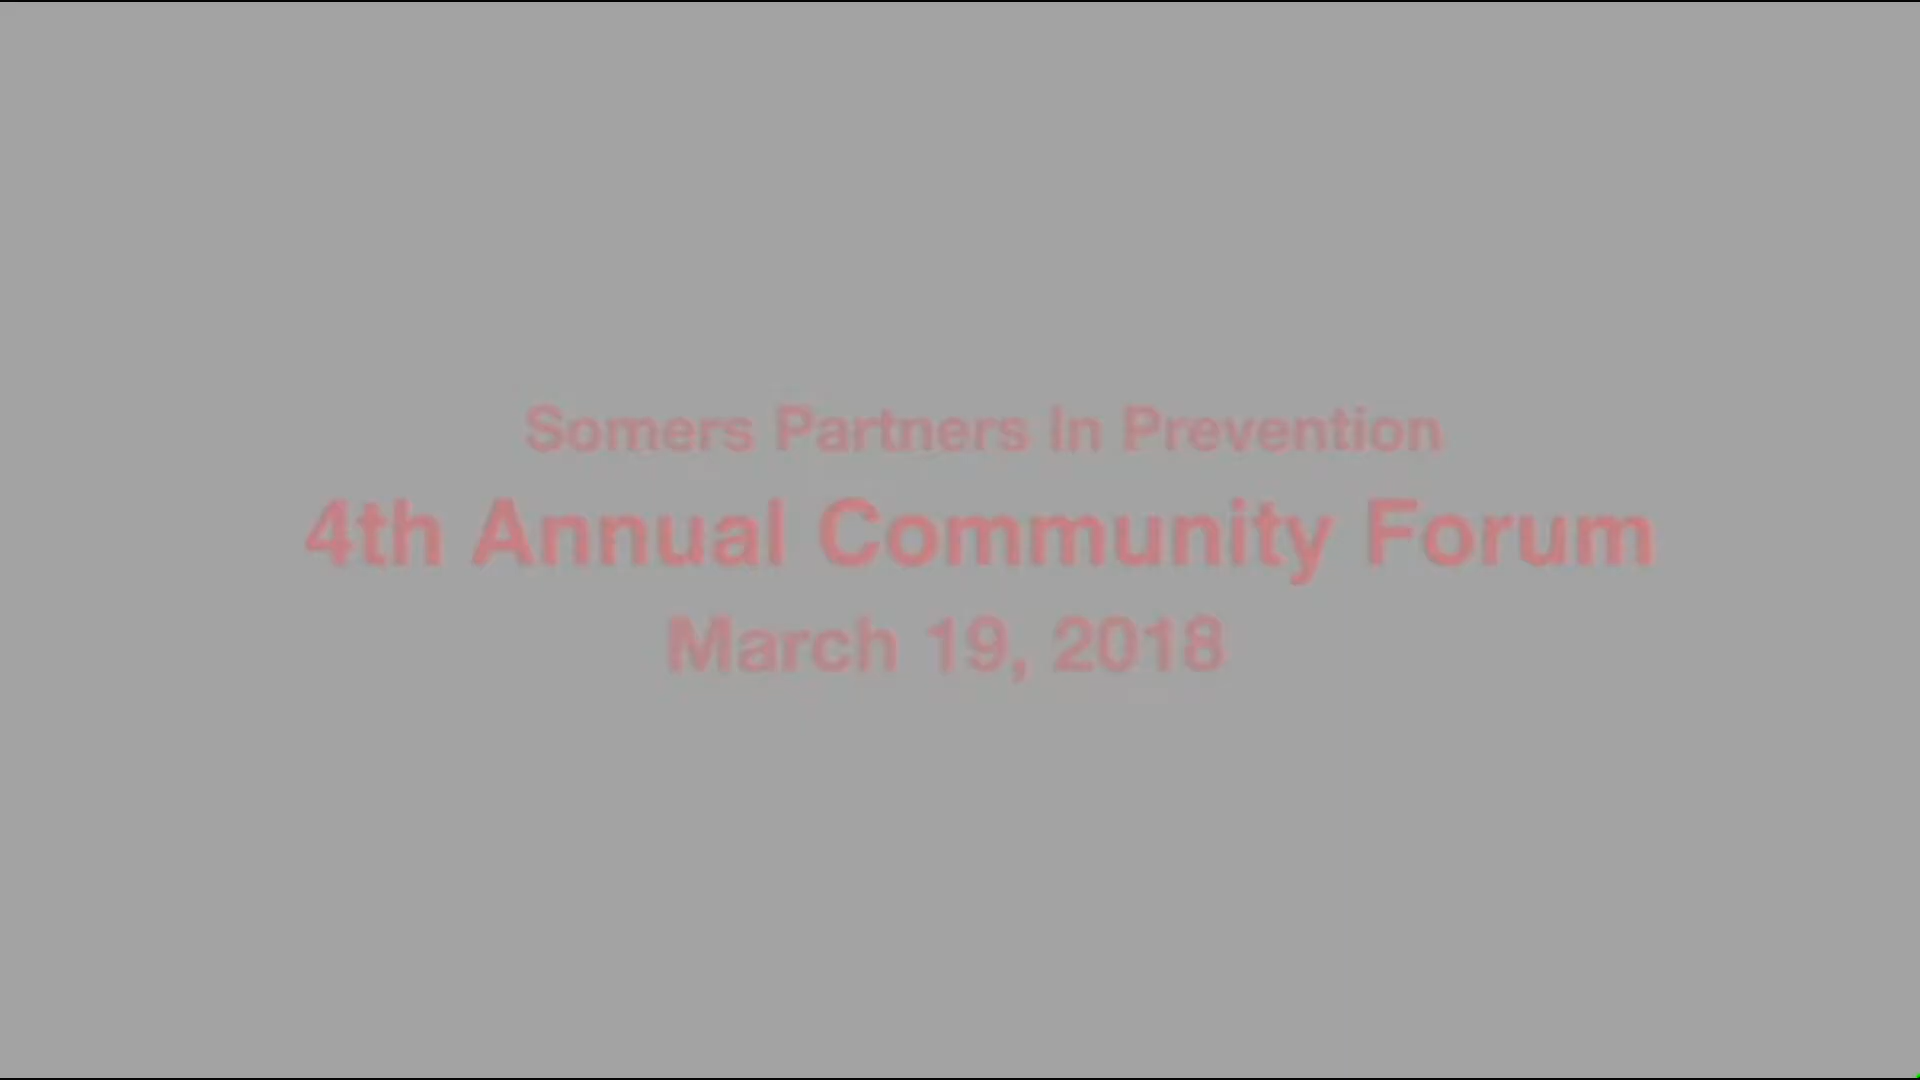 Somers Partners In Prevention
4th Annual Community Forum
March 19, 2018